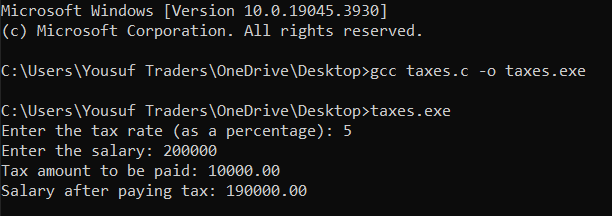 Microsoft Windows [Version 10.0.19045.3930]
(c) Microsoft Corporation. All rights reserved.
C:\Users\Yousuf Traders\OneDrive\Desktop>gcc taxes.c -o taxes.exe
C:\Users\Yousuf Traders\OneDrive\Desktop>taxes.exe
Enter the tax rate (as a percentage): 5
Enter the salary: 200000
Tax amount to be paid: 10000.00
Salary after paying tax: 190000.00